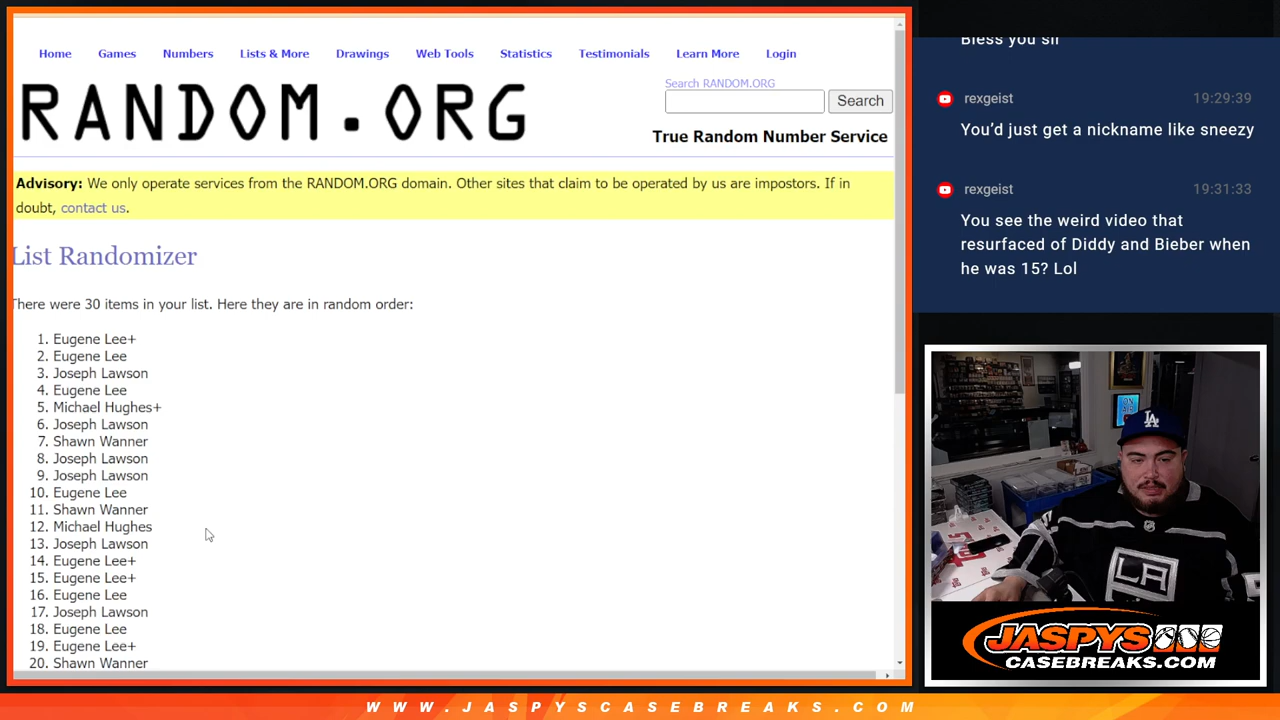 Home Games Numbers Lists & More Drawings Web Tools Statistics Testimonials Learn More Login
RANDOM.ORG
Search RANDOM.ORG
Search
True Random Number Service
Advisory: We only operate services from the RANDOM.ORG domain. Other sites that claim to be operated by us are impostors. If in
doubt, contact us.
List Randomizer
There were 30 items in your list. Here they are in random order:
1. Eugene Lee+
2. Eugene Lee
3. Joseph Lawson
4. Eugene Lee
5. Michael Hughes+
6. Joseph Lawson
7. Shawn Wanner
8. Joseph Lawson
9. Joseph Lawson
10. Eugene Lee
11. Shawn Wanner
12. Michael Hughes
13. Joseph Lawson
14. Eugene Lee+
15. Eugene Lee+
16. Eugene Lee
17. Joseph Lawson
18. Eugene Lee
19. Eugene Lee+
20. Shawn Wanner
Bless you sir
rexgeist 19:29:39
You'd just get a nickname like sneezy
rexgeist 19:31:33
You see the weird video that
resurfaced of Diddy and Bieber when
he was 15? Lol
ON
AIR
LA
LA
JASPYS
CASEBREAKS.COM
WWW.JASPYSCASEBREAKS.COM